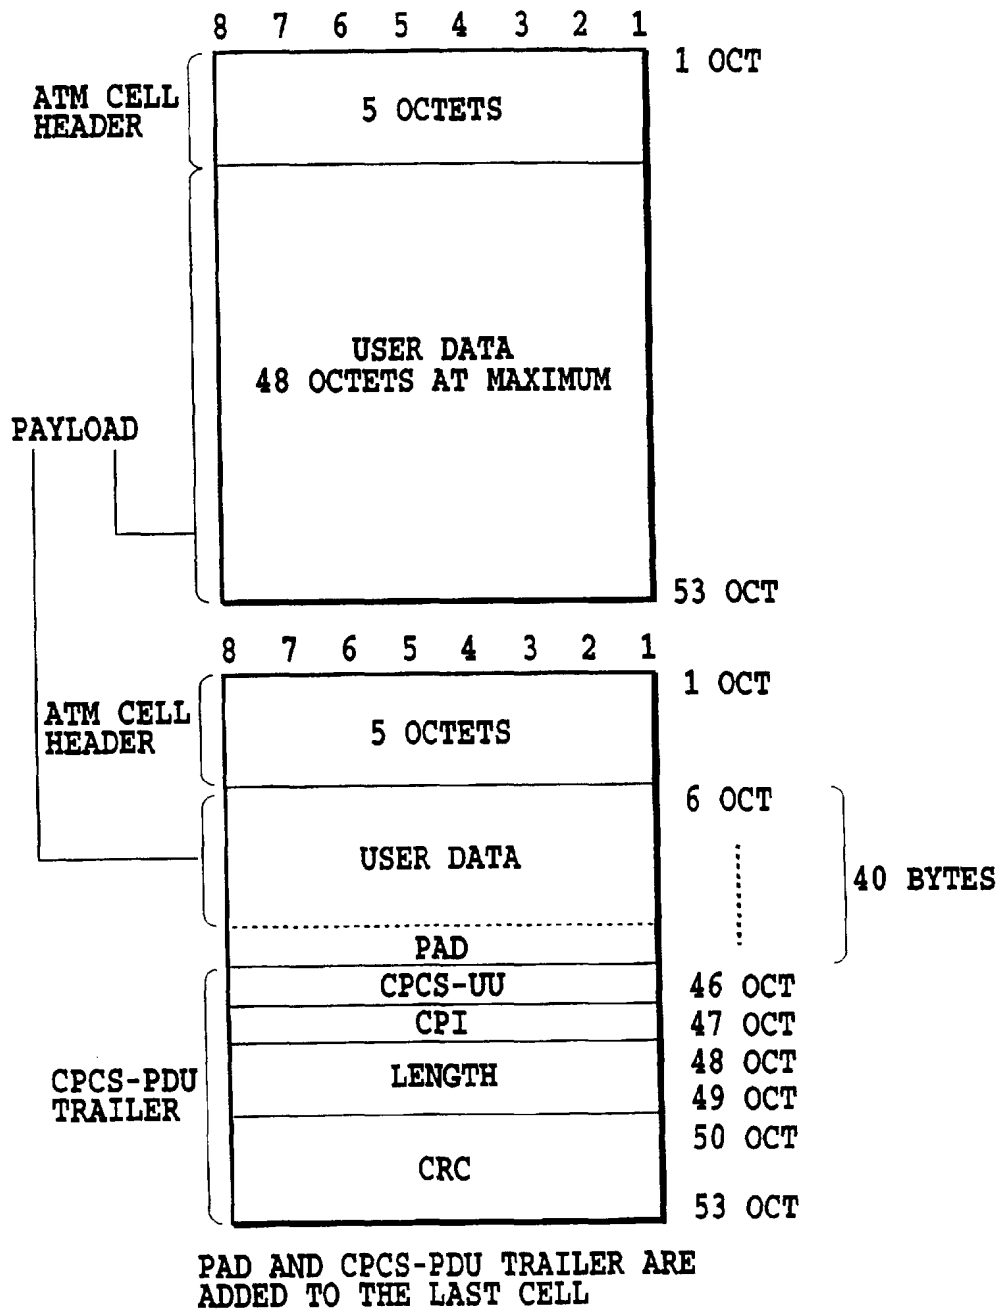 8 7 6 5 4 3 2 1
1 OCT
ATM CELL
HEADER
5 OCTETS
USER DATA
48 OCTETS AT MAXIMUM
PAYLOAD
53 OCT
8 7 6 5 4 3 2 1
1 OCT
ATM CELL
HEADER
5 OCTETS
6 OCT
USER DATA
40 BYTES
PAD
CPCS-UU
46 OCT
CPI
47 OCT
CPCS-PDU
TRAILER
LENGTH
48 OCT
49 OCT
50 OCT
CRC
53 OCT
PAD AND CPCS-PDU TRAILER ARE
ADDED TO THE LAST CELL